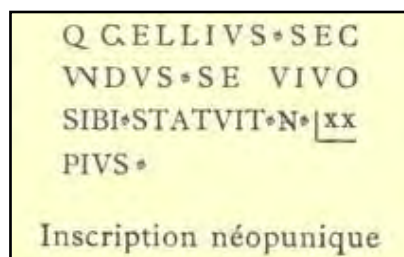 Q GELLIVS•SEC
VNDVS•SE VIVO
SIBI•STATVIT•N•|xx
PIVS•
Inscription néopunique